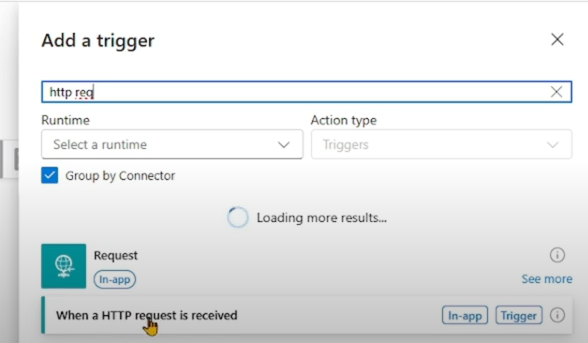 Add a trigger
http req
Runtime
Action type
Select a runtime
Triggers
Group by Connector
Loading more results...
Request
In-app
See more
When a HTTP request is received
In-app
Trigger